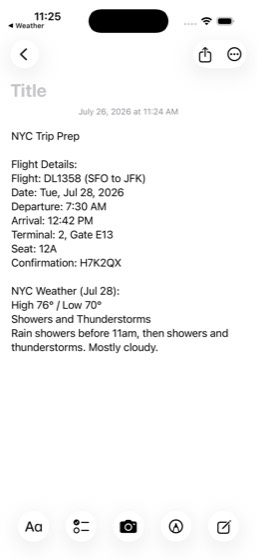 11:25
◀ Weather
Title
July 26, 2026 at 11:24 AM
NYC Trip Prep
Flight Details:
Flight: DL1358 (SFO to JFK)
Date: Tue, Jul 28, 2026
Departure: 7:30 AM
Arrival: 12:42 PM
Terminal: 2, Gate E13
Seat: 12A
Confirmation: H7K2QX
NYC Weather (Jul 28):
High 76° / Low 70°
Showers and Thunderstorms
Rain showers before 11am, then showers and
thunderstorms. Mostly cloudy.
Aa